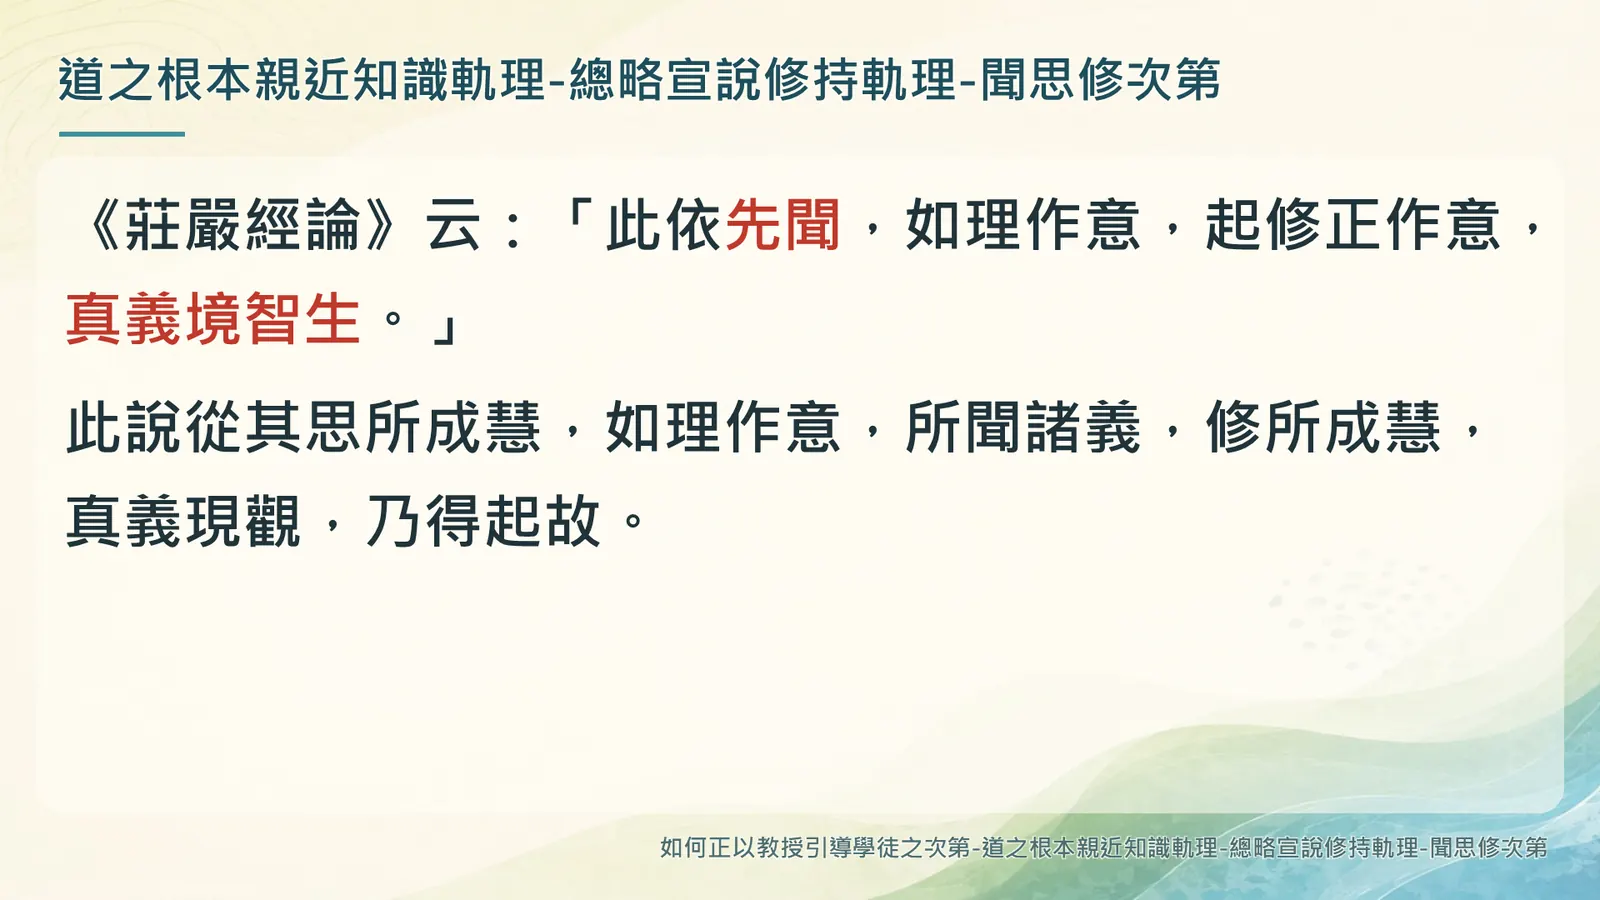 道之根本親近知識軌理-總略宣說修持軌理-聞思修次第
《莊嚴經論》云：「此依先聞，如理作意，起修正作意，
真義境智生。」
此說從其思所成慧，如理作意，所聞諸義，修所成慧，
真義現觀，乃得起故。
如何正以教授引導學徒之次第-道之根本親近知識軌理-總略宣說修持軌理-聞思修次第